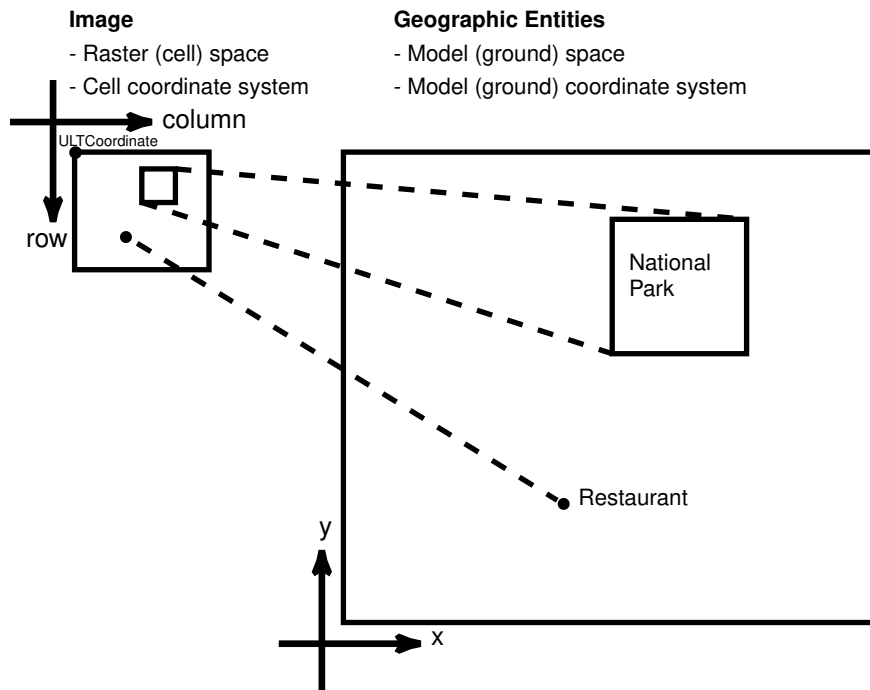 Image
- Raster (cell) space
- Cell coordinate system
Geographic Entities
- Model (ground) space
- Model (ground) coordinate system
column
ULTCoordinate
row
National
Park
Restaurant
y
x